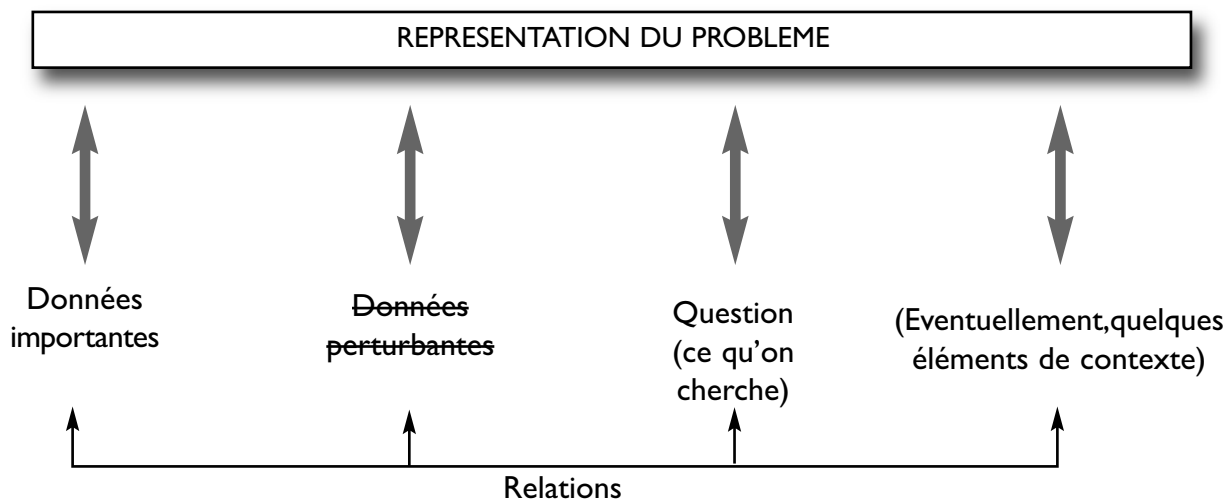 REPRESENTATION DU PROBLEME
Données
importantes
Données
perturbantes
Question
(ce qu’on
cherche)
(Eventuellement,quelques
éléments de contexte)
Relations